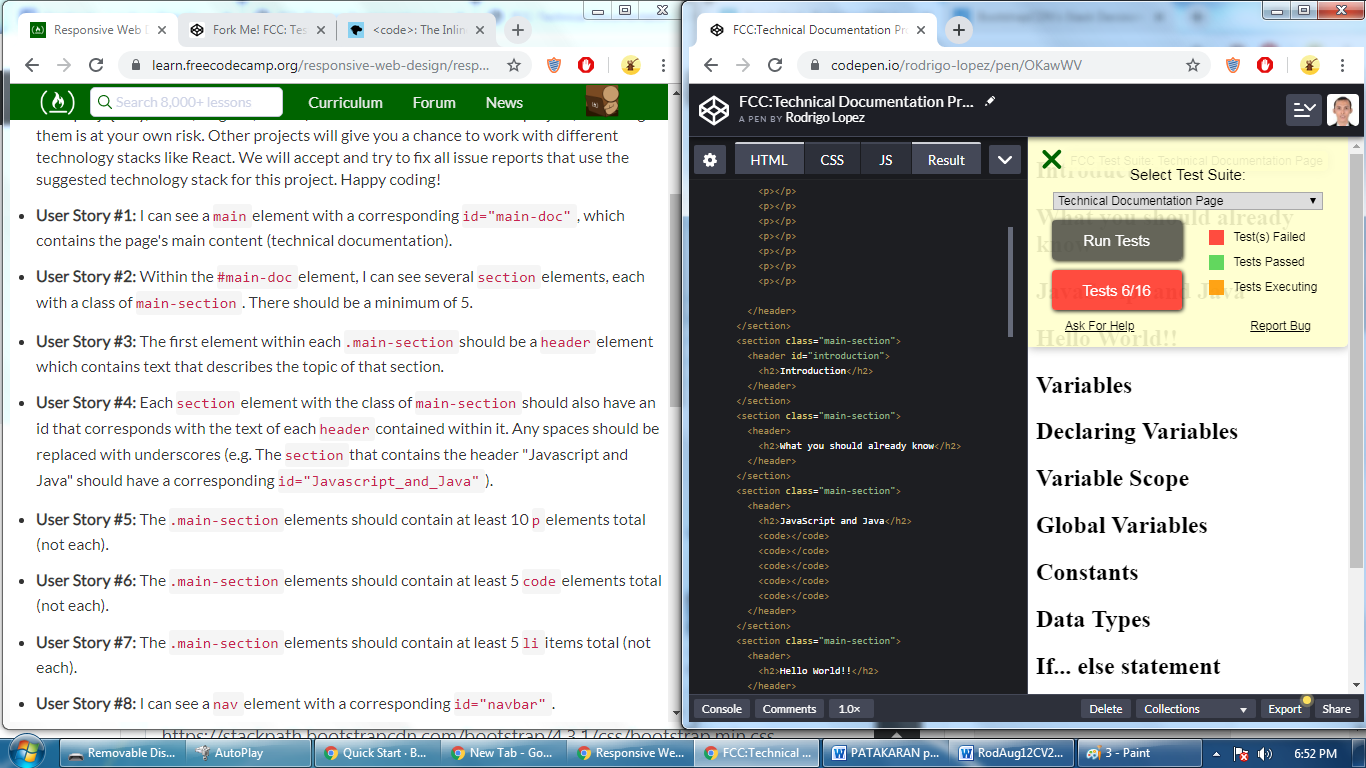 Responsive Web D
Fork Me! FCC: Tes
<code>: The Inlin
learn.freecodecamp.org/responsive-web-design/resp...
Search 8,000+ lessons
Curriculum
Forum
News
them is at your own risk. Other projects will give you a chance to work with different
technology stacks like React. We will accept and try to fix all issue reports that use the
suggested technology stack for this project. Happy coding!
User Story #1: I can see a main element with a corresponding id="main-doc" , which
contains the page's main content (technical documentation).
User Story #2: Within the #main-doc element, I can see several section elements, each
with a class of main-section . There should be a minimum of 5.
User Story #3: The first element within each .main-section should be a header element
which contains text that describes the topic of that section.
User Story #4: Each section element with the class of main-section should also have an
id that corresponds with the text of each header contained within it. Any spaces should be
replaced with underscores (e.g. The section that contains the header "Javascript and
Java" should have a corresponding id="Javascript_and_Java" ).
User Story #5: The .main-section elements should contain at least 10 p elements total
(not each).
User Story #6: The .main-section elements should contain at least 5 code elements total
(not each).
User Story #7: The .main-section elements should contain at least 5 li items total (not
each).
User Story #8: I can see a nav element with a corresponding id="navbar" .
https://stackpath.bootstrapcdn.com/bootstrap/4.3.1/css/bootstrap.min.css
FCC:Technical Documentation Pro
codepen.io/rodrigo-lopez/pen/OKawWV
FCC:Technical Documentation Pr...
A PEN BY Rodrigo Lopez
HTML
CSS
JS
Result
<p></p>
<p></p>
<p></p>
<p></p>
<p></p>
<p></p>
<p></p>
</header>
</section>
<section class="main-section">
<header id="introduction">
<h2>Introduction</h2>
</header>
</section>
<section class="main-section">
<header>
<h2>What you should already know</h2>
</header>
</section>
<section class="main-section">
<header>
<h2>JavaScript and Java</h2>
<code></code>
<code></code>
<code></code>
<code></code>
<code></code>
</header>
</section>
<section class="main-section">
<header>
<h2>Hello World!!</h2>
</header>
FCC Test Suite: Technical Documentation Page
Introduction
Select Test Suite:
Technical Documentation Page
What you should already
know
Run Tests
Test(s) Failed
Tests Passed
JavaScript and Java
Tests 6/16
Tests Executing
Ask For Help
Report Bug
Hello World!!
Variables
Declaring Variables
Variable Scope
Global Variables
Constants
Data Types
If... else statement
Console
Comments
1.0×
Delete
Collections
Export
Share
Removable Dis...
AutoPlay
Quick Start · B...
New Tab - Go...
Responsive We...
FCC:Technical ...
PATAKARAN p...
RodAug12CV2...
3 - Paint
6:52 PM